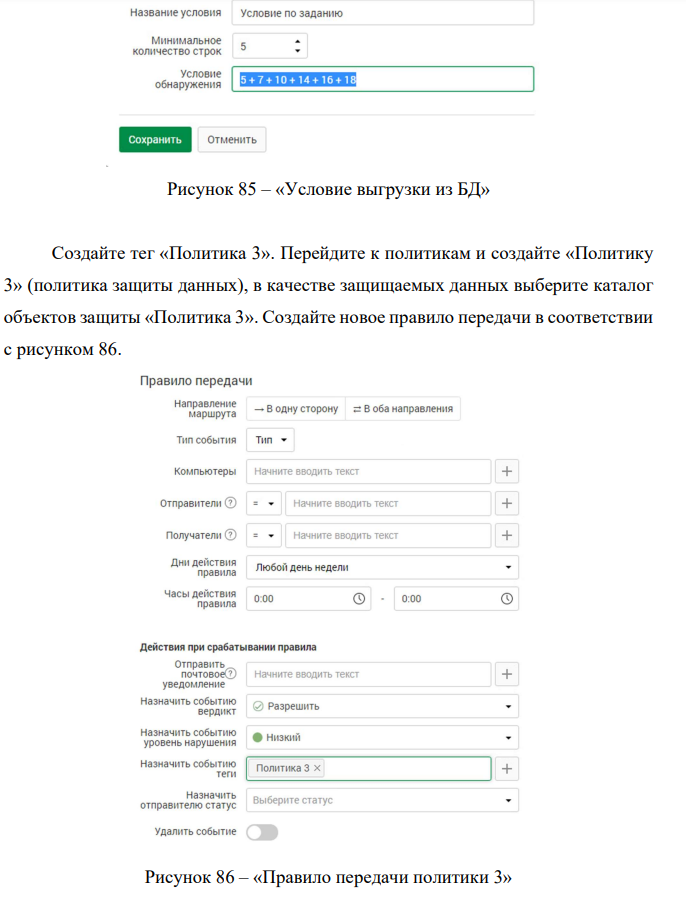 Название условия Условие по заданию
Минимальное
количество строк 5
Условие
обнаружения 5 + 7 + 10 + 14 + 16 + 18
Сохранить Отменить
Рисунок 85 – «Условие выгрузки из БД»
Создайте тег «Политика 3». Перейдите к политикам и создайте «Политику
3» (политика защиты данных), в качестве защищаемых данных выберите каталог
объектов защиты «Политика 3». Создайте новое правило передачи в соответствии
с рисунком 86.
Правило передачи
Направление
маршрута → В одну сторону ⇄ В оба направления
Тип события Тип
Компьютеры Начните вводить текст +
Отправители ? = Начните вводить текст +
Получатели ? = Начните вводить текст +
Дни действия
правила Любой день недели
Часы действия
правила 0:00 - 0:00
Действия при срабатывании правила
Отправить
почтовое ?
уведомление Начните вводить текст +
Назначить событию
вердикт Разрешить
Назначить событию
уровень нарушения Низкий
Назначить событию
теги Политика 3 × +
Назначить
отправителю статус Выберите статус
Удалить событие
Рисунок 86 – «Правило передачи политики 3»